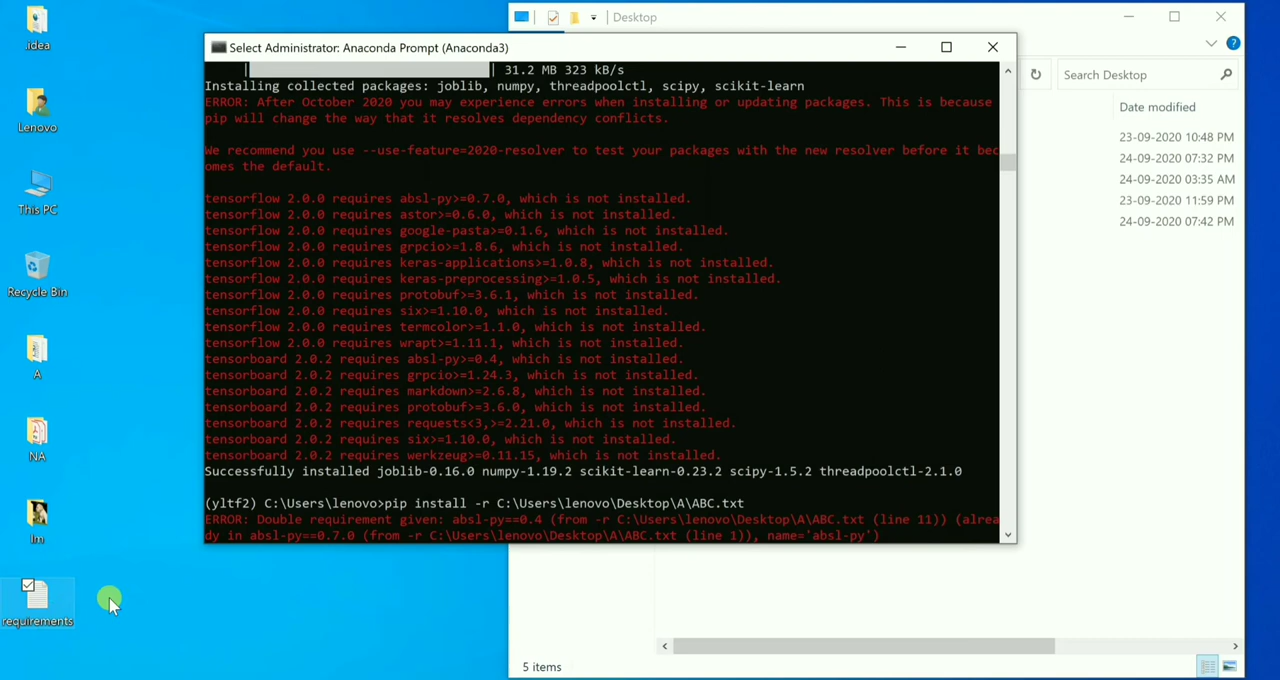 .idea
Lenovo
This PC
Recycle Bin
A
NA
Im
requirements
Desktop
Search Desktop
Date modified
23-09-2020 10:48 PM
24-09-2020 07:32 PM
24-09-2020 03:35 AM
23-09-2020 11:59 PM
24-09-2020 07:42 PM
5 items
Select Administrator: Anaconda Prompt (Anaconda3)
| | 31.2 MB 323 kB/s
Installing collected packages: joblib, numpy, threadpoolctl, scipy, scikit-learn
ERROR: After October 2020 you may experience errors when installing or updating packages. This is because
pip will change the way that it resolves dependency conflicts.
We recommend you use --use-feature=2020-resolver to test your packages with the new resolver before it bec
omes the default.
tensorflow 2.0.0 requires absl-py>=0.7.0, which is not installed.
tensorflow 2.0.0 requires astor>=0.6.0, which is not installed.
tensorflow 2.0.0 requires google-pasta>=0.1.6, which is not installed.
tensorflow 2.0.0 requires grpcio>=1.8.6, which is not installed.
tensorflow 2.0.0 requires keras-applications>=1.0.8, which is not installed.
tensorflow 2.0.0 requires keras-preprocessing>=1.0.5, which is not installed.
tensorflow 2.0.0 requires protobuf>=3.6.1, which is not installed.
tensorflow 2.0.0 requires six>=1.10.0, which is not installed.
tensorflow 2.0.0 requires termcolor>=1.1.0, which is not installed.
tensorflow 2.0.0 requires wrapt>=1.11.1, which is not installed.
tensorboard 2.0.2 requires absl-py>=0.4, which is not installed.
tensorboard 2.0.2 requires grpcio>=1.24.3, which is not installed.
tensorboard 2.0.2 requires markdown>=2.6.8, which is not installed.
tensorboard 2.0.2 requires protobuf>=3.6.0, which is not installed.
tensorboard 2.0.2 requires requests<3,>=2.21.0, which is not installed.
tensorboard 2.0.2 requires six>=1.10.0, which is not installed.
tensorboard 2.0.2 requires werkzeug>=0.11.15, which is not installed.
Successfully installed joblib-0.16.0 numpy-1.19.2 scikit-learn-0.23.2 scipy-1.5.2 threadpoolctl-2.1.0
(yltf2) C:\Users\lenovo>pip install -r C:\Users\lenovo\Desktop\A\ABC.txt
ERROR: Double requirement given: absl-py==0.4 (from -r C:\Users\lenovo\Desktop\A\ABC.txt (line 11)) (alrea
dy in absl-py==0.7.0 (from -r C:\Users\lenovo\Desktop\A\ABC.txt (line 1)), name='absl-py')